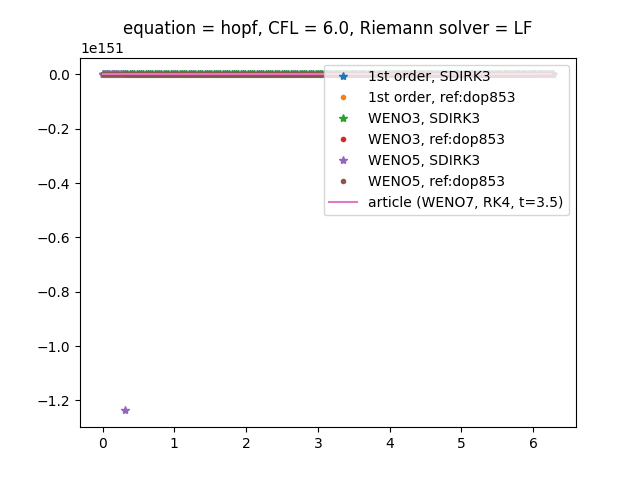 equation = hopf, CFL = 6.0, Riemann solver = LF
1e151
0.0
−0.2
−0.4
−0.6
−0.8
−1.0
−1.2
1st order, SDIRK3
1st order, ref:dop853
WENO3, SDIRK3
WENO3, ref:dop853
WENO5, SDIRK3
WENO5, ref:dop853
article (WENO7, RK4, t=3.5)
0 1 2 3 4 5 6